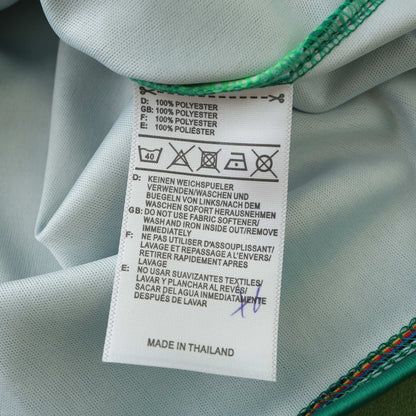 D: 100% POLYESTER
GB: 100% POLYESTER
F: 100% POLYESTER
E: 100% POLIÉSTER
40
D: KEINEN WEICHSPUELER
VERWENDEN/WASCHEN UND
BUEGELN VON LINKS/NACH DEM
WASCHEN SOFORT HERAUSNEHMEN
GB: DO NOT USE FABRIC SOFTENER/
WASH AND IRON INSIDE OUT/REMOVE
IMMEDIATELY
F: NE PAS UTILISER D'ASSOUPLISSANT/
LAVAGE ET REPASSAGE A L'ENVERS/
RETIRER RAPIDEMENT APRES
LAVAGE
E: NO USAR SUAVIZANTES TEXTILES/
LAVAR Y PLANCHAR AL REVÉS/
SACAR DEL AGUA INMEDIATAMENTE
DESPUÉS DE LAVAR
MADE IN THAILAND